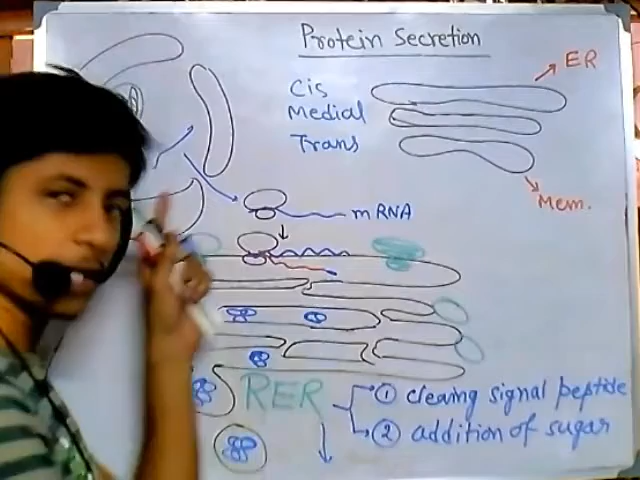 Protein Secretion
ER
Cis
Medial
Trans
Mem.
mRNA
RER
① cleaving signal peptide
② addition of sugar